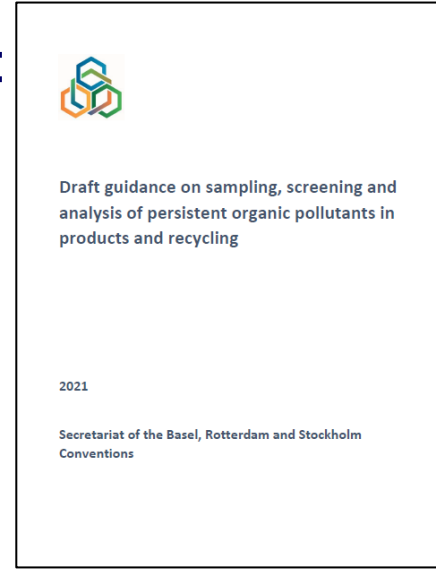 Draft guidance on sampling, screening and
analysis of persistent organic pollutants in
products and recycling
2021
Secretariat of the Basel, Rotterdam and Stockholm
Conventions